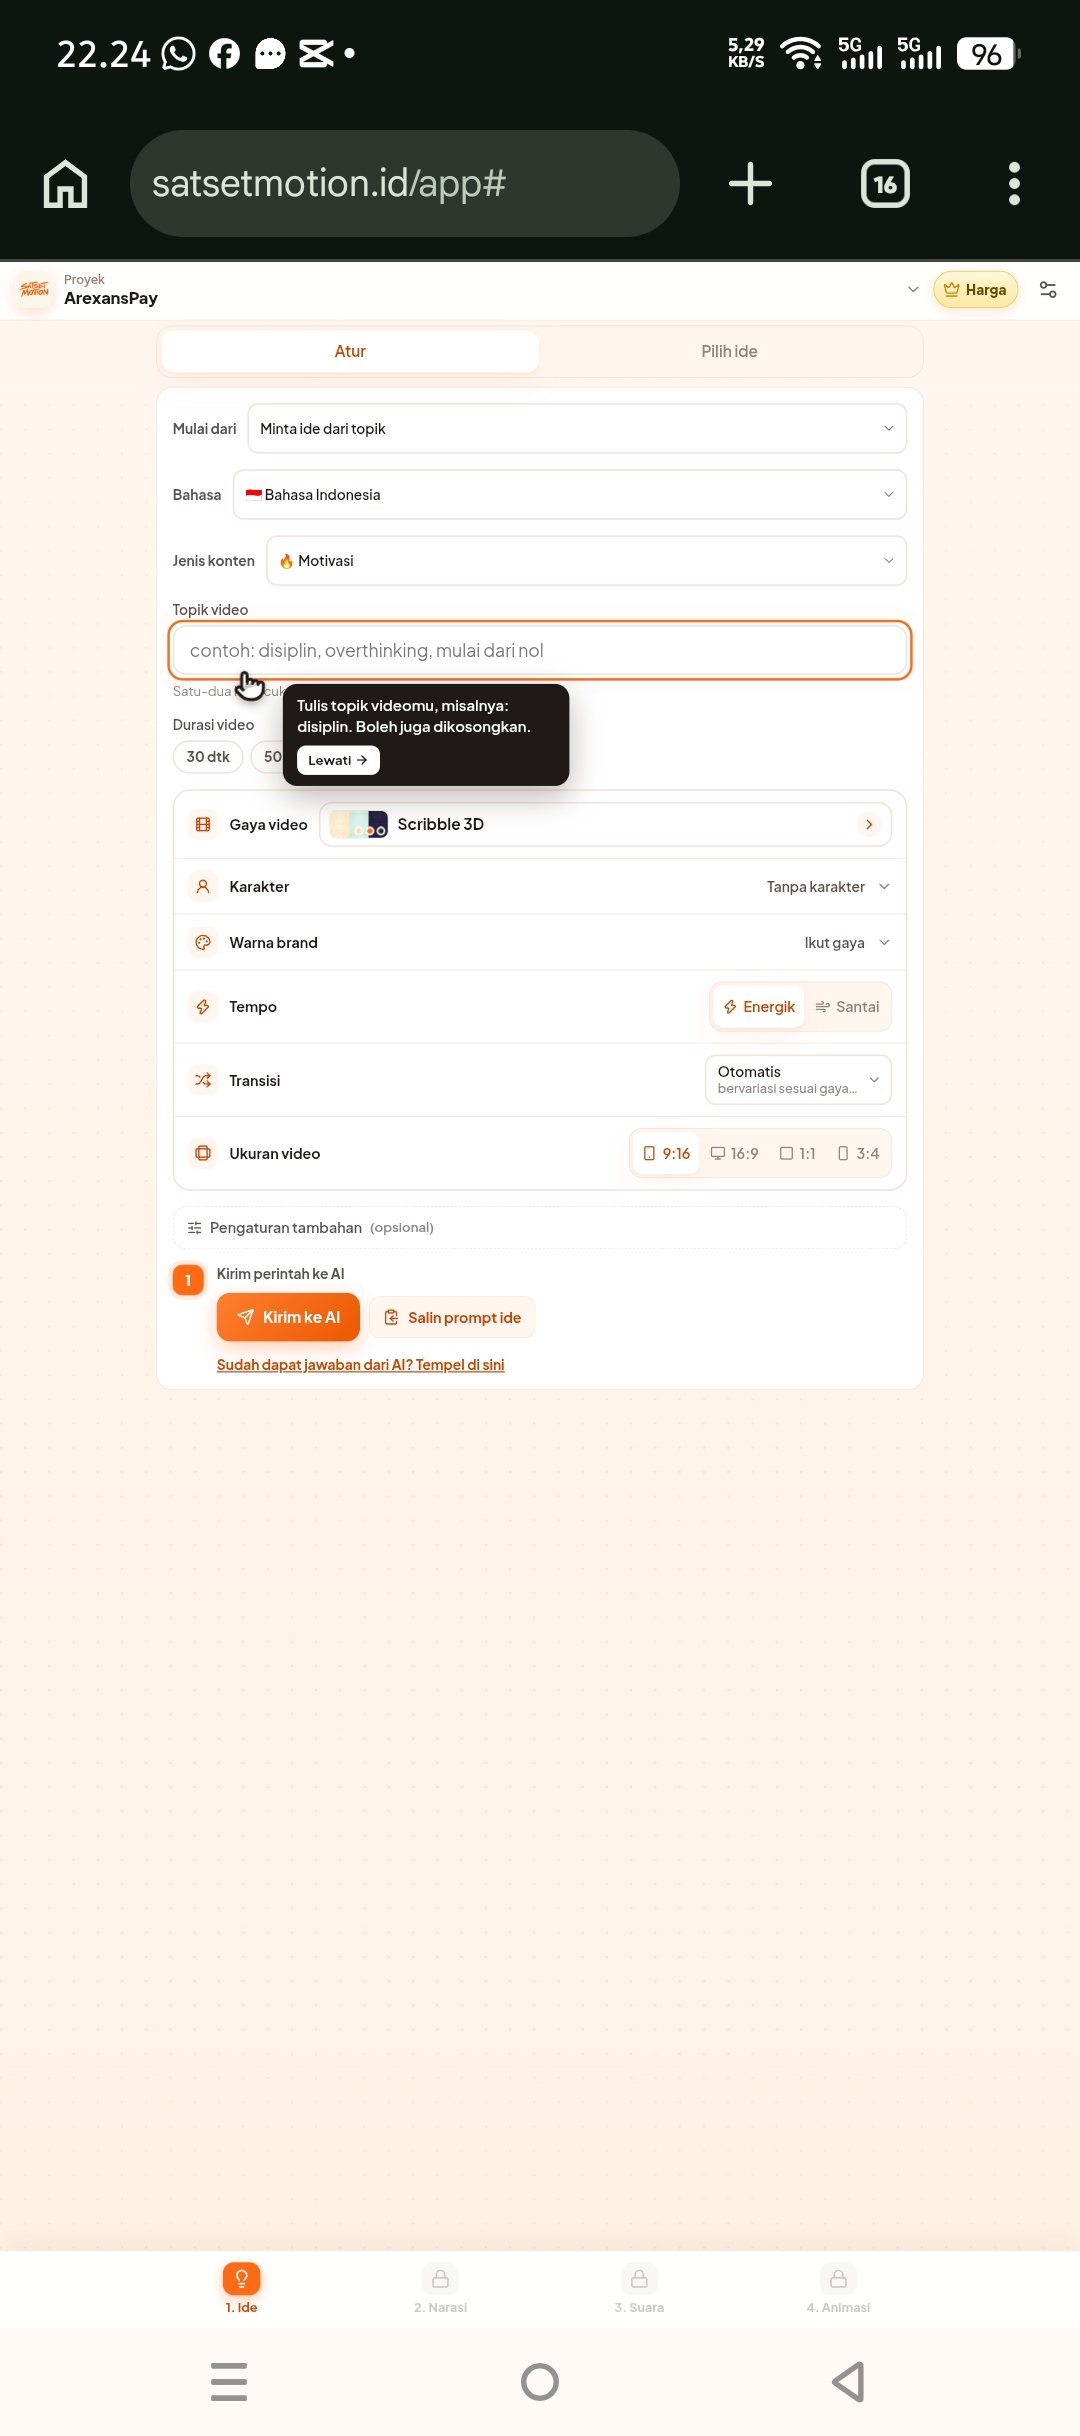 22.24
5,29 KB/S 5G 5G 96
satsetmotion.id/app#
16
SATSET MOTION
Proyek
ArexansPay
Harga
Atur
Pilih ide
Mulai dari
Minta ide dari topik
Bahasa
Bahasa Indonesia
Jenis konten
Motivasi
Topik video
contoh: disiplin, overthinking, mulai dari nol
Satu-dua
Tulis topik videomu, misalnya:
disiplin. Boleh juga dikosongkan.
Lewati →
Durasi video
30 dtk
50
Gaya video
Scribble 3D
Karakter
Tanpa karakter
Warna brand
Ikut gaya
Tempo
Energik
Santai
Transisi
Otomatis
bervariasi sesuai gaya...
Ukuran video
9:16
16:9
1:1
3:4
Pengaturan tambahan (opsional)
1
Kirim perintah ke AI
Kirim ke AI
Salin prompt ide
Sudah dapat jawaban dari AI? Tempel di sini
1. Ide
2. Narasi
3. Suara
4. Animasi